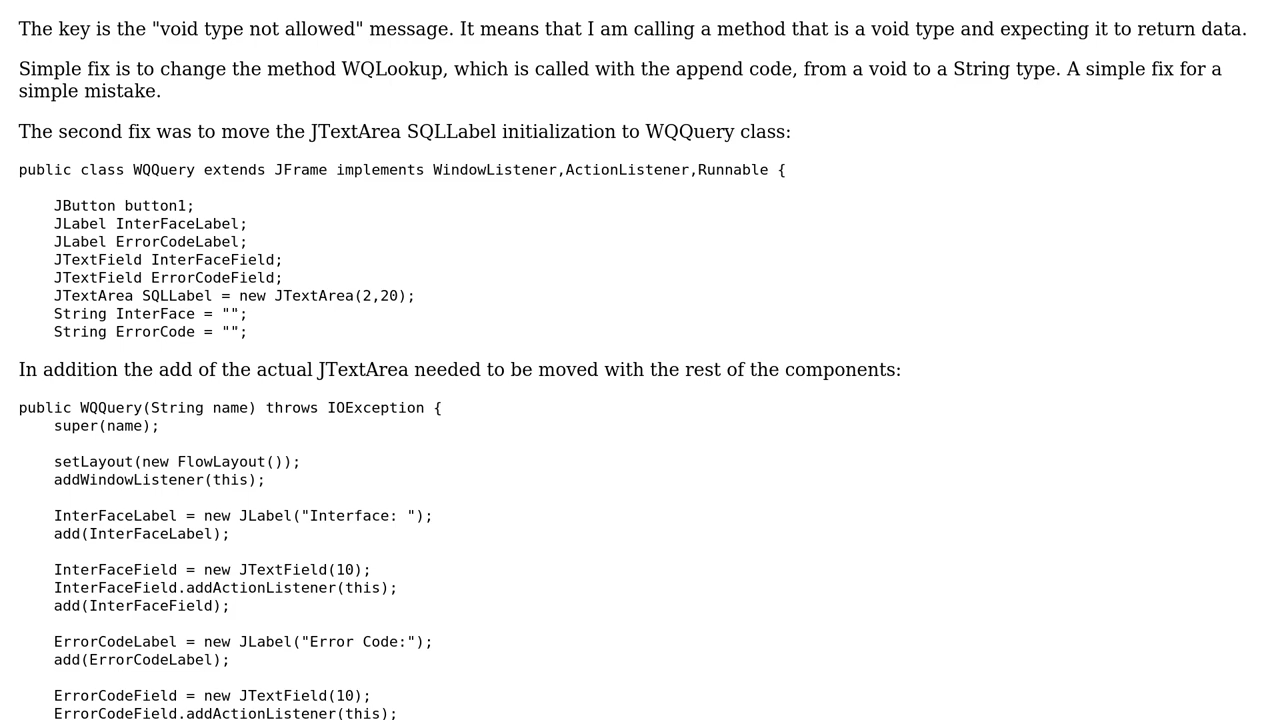 The key is the "void type not allowed" message. It means that I am calling a method that is a void type and expecting it to return data.
Simple fix is to change the method WQLookup, which is called with the append code, from a void to a String type. A simple fix for a
simple mistake.
The second fix was to move the JTextArea SQLLabel initialization to WQQuery class:
public class WQQuery extends JFrame implements WindowListener,ActionListener,Runnable {
    JButton button1;
    JLabel InterFaceLabel;
    JLabel ErrorCodeLabel;
    JTextField InterFaceField;
    JTextField ErrorCodeField;
    JTextArea SQLLabel = new JTextArea(2,20);
    String InterFace = "";
    String ErrorCode = "";
In addition the add of the actual JTextArea needed to be moved with the rest of the components:
public WQQuery(String name) throws IOException {
    super(name);
    setLayout(new FlowLayout());
    addWindowListener(this);
    InterFaceLabel = new JLabel("Interface: ");
    add(InterFaceLabel);
    InterFaceField = new JTextField(10);
    InterFaceField.addActionListener(this);
    add(InterFaceField);
    ErrorCodeLabel = new JLabel("Error Code:");
    add(ErrorCodeLabel);
    ErrorCodeField = new JTextField(10);
    ErrorCodeField.addActionListener(this);